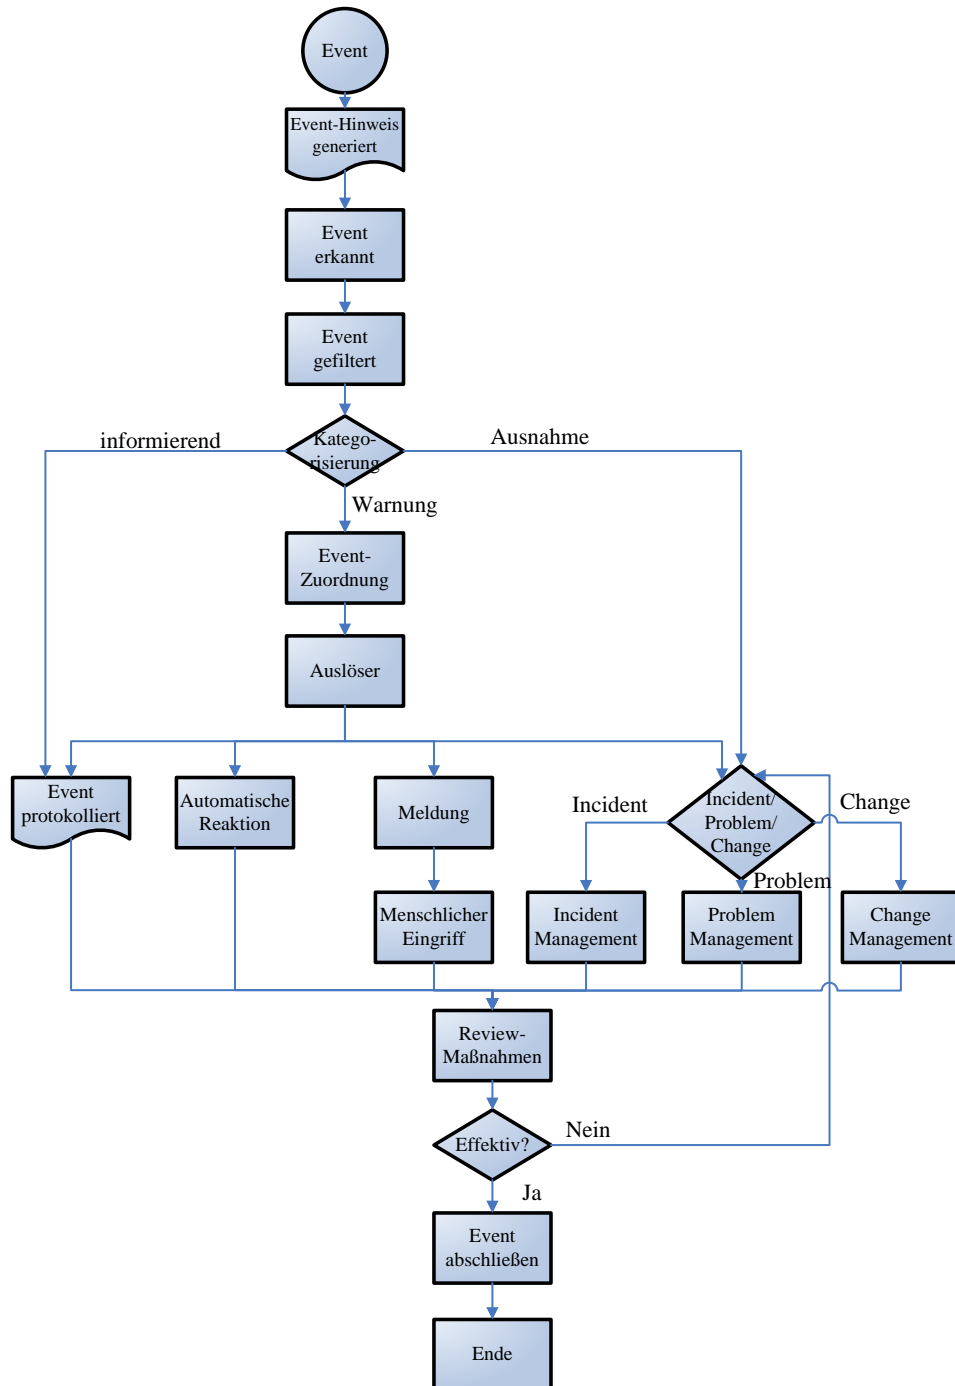 Event
Event-Hinweis
generiert
Event
erkannt
Event
gefiltert
informierend
Katego-
risierung
Ausnahme
Warnung
Event-
Zuordnung
Auslöser
Event
protokolliert
Automatische
Reaktion
Meldung
Incident
Incident/
Problem/
Change
Change
Problem
Menschlicher
Eingriff
Incident
Management
Problem
Management
Change
Management
Review-
Maßnahmen
Effektiv?
Nein
Ja
Event
abschließen
Ende